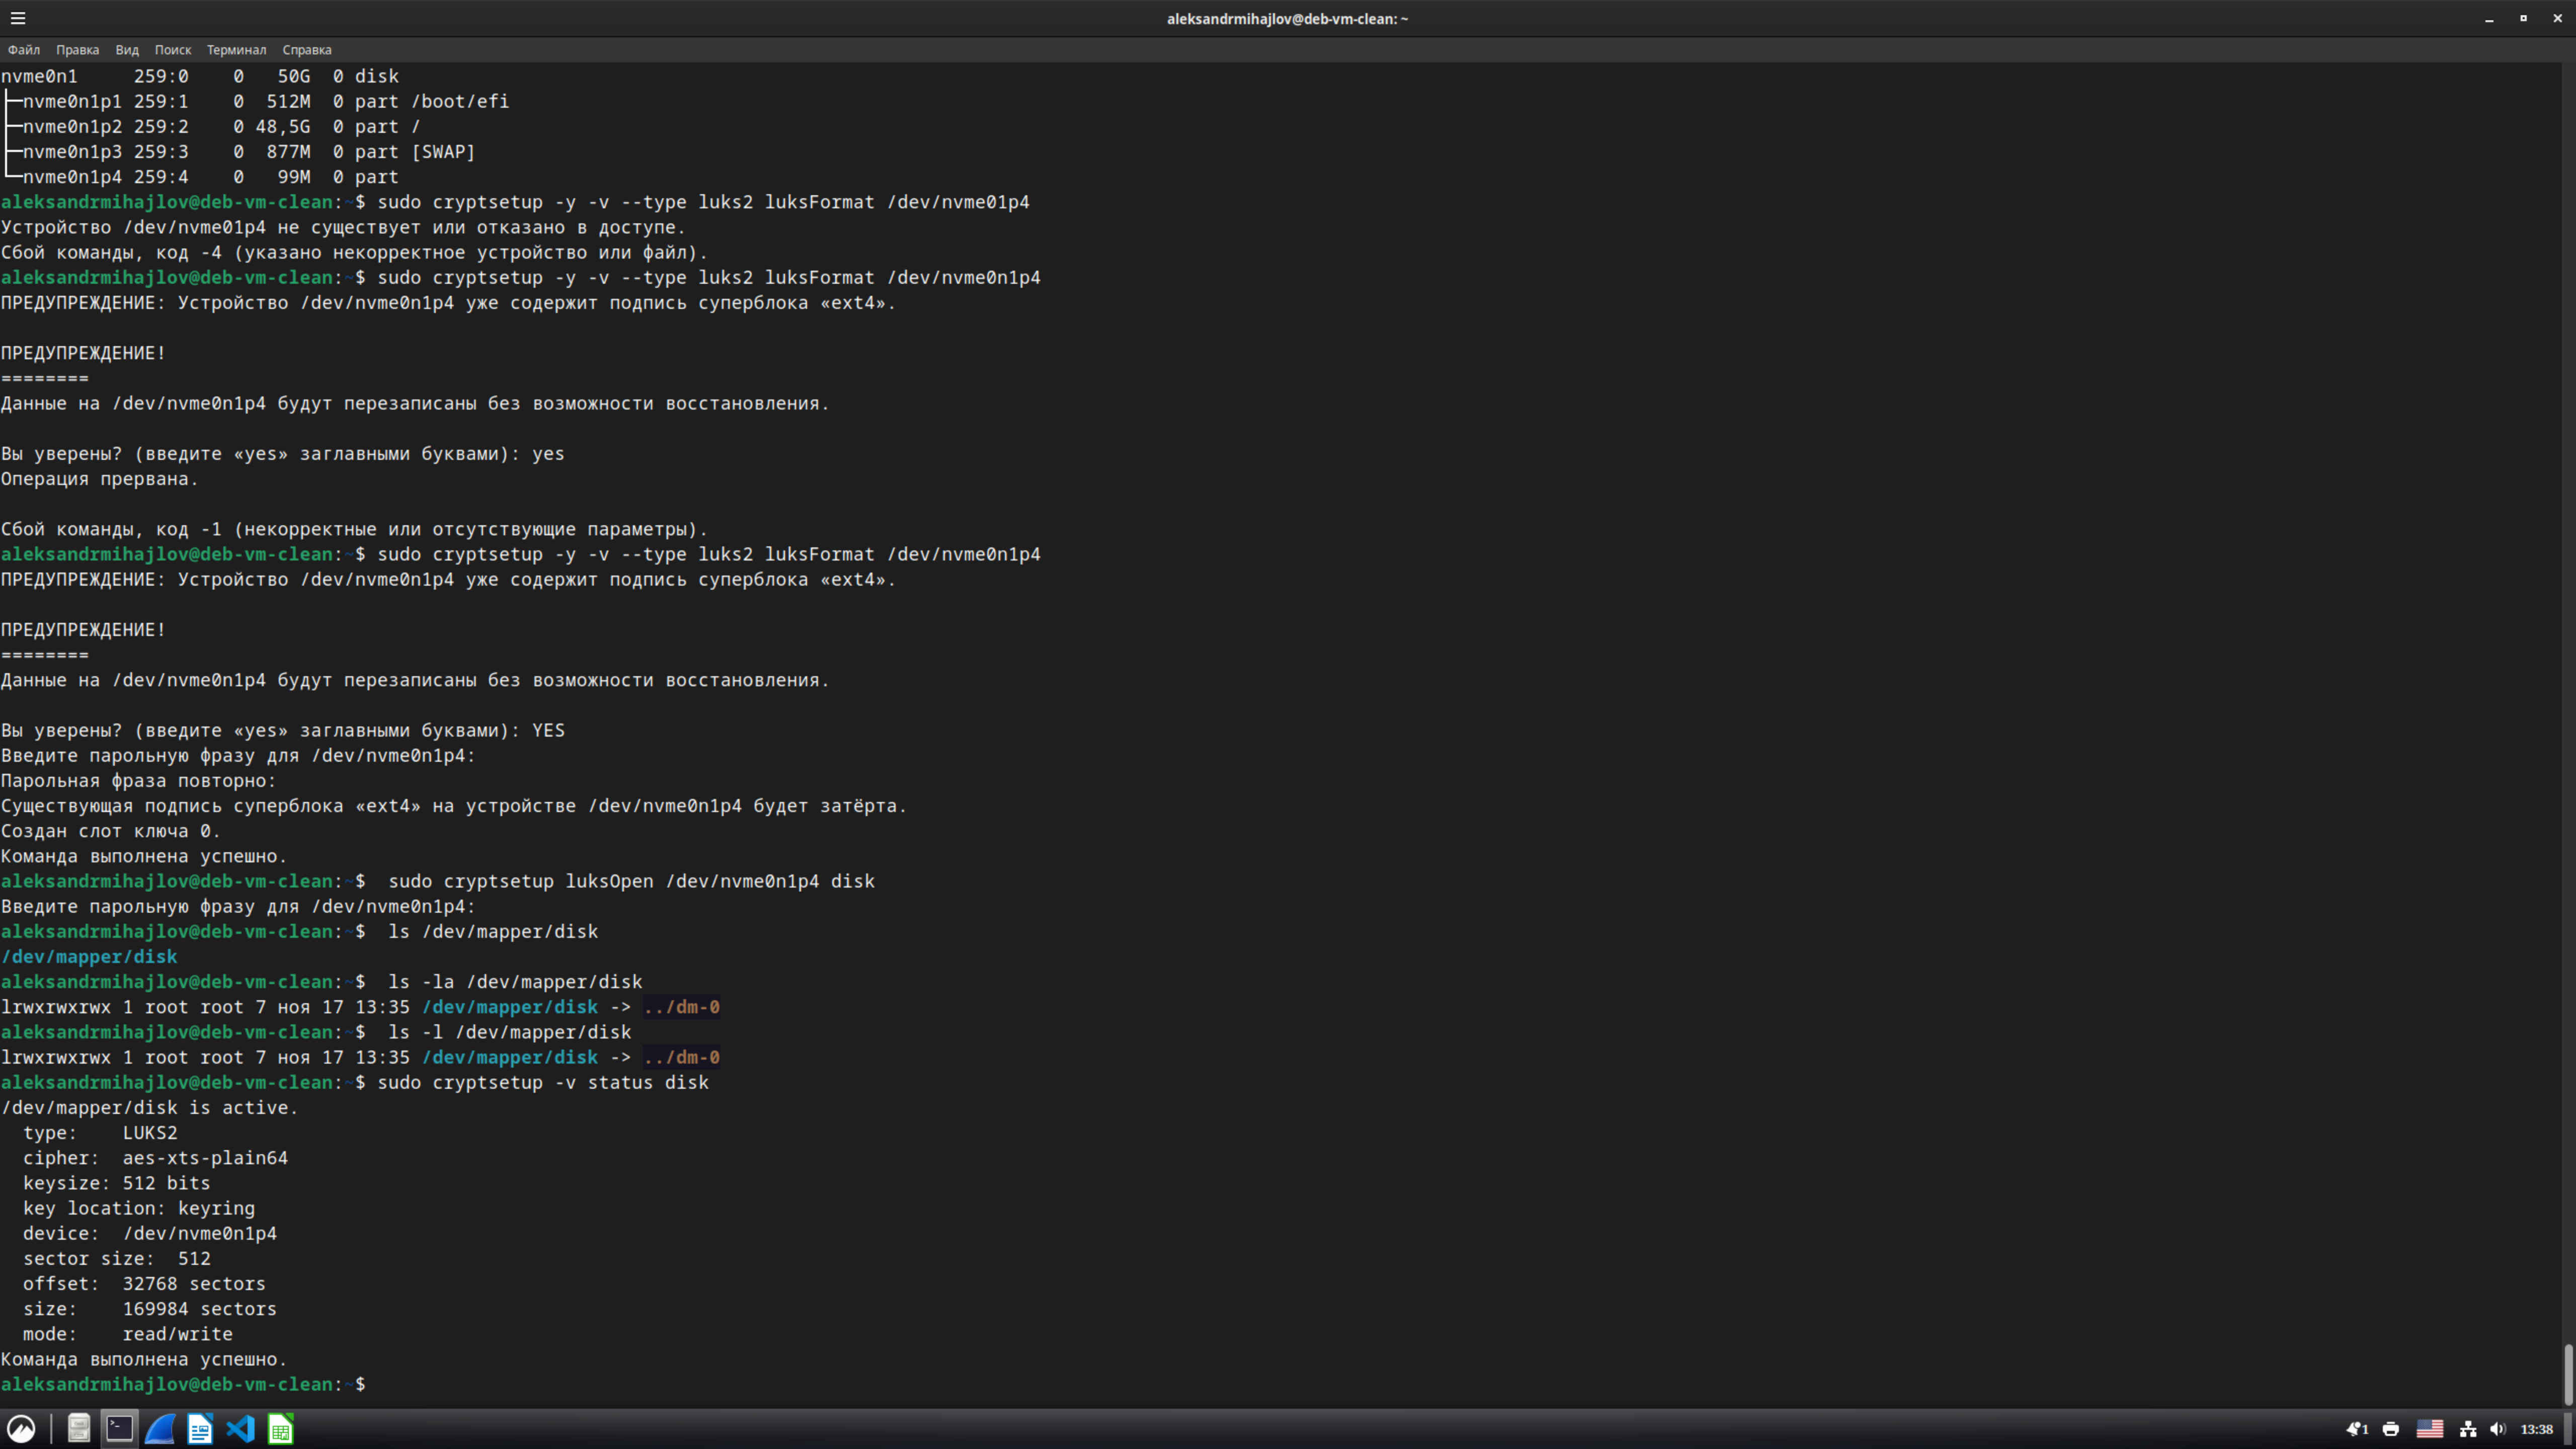 aleksandrmihajlov@deb-vm-clean: ~
Файл Правка Вид Поиск Терминал Справка
nvme0n1     259:0    0   50G  0 disk
├─nvme0n1p1 259:1    0  512M  0 part /boot/efi
├─nvme0n1p2 259:2    0 48,5G  0 part /
├─nvme0n1p3 259:3    0  877M  0 part [SWAP]
└─nvme0n1p4 259:4    0   99M  0 part
aleksandrmihajlov@deb-vm-clean:~$ sudo cryptsetup -y -v --type luks2 luksFormat /dev/nvme01p4
Устройство /dev/nvme01p4 не существует или отказано в доступе.
Сбой команды, код -4 (указано некорректное устройство или файл).
aleksandrmihajlov@deb-vm-clean:~$ sudo cryptsetup -y -v --type luks2 luksFormat /dev/nvme0n1p4
ПРЕДУПРЕЖДЕНИЕ: Устройство /dev/nvme0n1p4 уже содержит подпись суперблока «ext4».
ПРЕДУПРЕЖДЕНИЕ!
========
Данные на /dev/nvme0n1p4 будут перезаписаны без возможности восстановления.
Вы уверены? (введите «yes» заглавными буквами): yes
Операция прервана.
Сбой команды, код -1 (некорректные или отсутствующие параметры).
aleksandrmihajlov@deb-vm-clean:~$ sudo cryptsetup -y -v --type luks2 luksFormat /dev/nvme0n1p4
ПРЕДУПРЕЖДЕНИЕ: Устройство /dev/nvme0n1p4 уже содержит подпись суперблока «ext4».
ПРЕДУПРЕЖДЕНИЕ!
========
Данные на /dev/nvme0n1p4 будут перезаписаны без возможности восстановления.
Вы уверены? (введите «yes» заглавными буквами): YES
Введите парольную фразу для /dev/nvme0n1p4:
Парольная фраза повторно:
Существующая подпись суперблока «ext4» на устройстве /dev/nvme0n1p4 будет затёрта.
Создан слот ключа 0.
Команда выполнена успешно.
aleksandrmihajlov@deb-vm-clean:~$  sudo cryptsetup luksOpen /dev/nvme0n1p4 disk
Введите парольную фразу для /dev/nvme0n1p4:
aleksandrmihajlov@deb-vm-clean:~$  ls /dev/mapper/disk
/dev/mapper/disk
aleksandrmihajlov@deb-vm-clean:~$  ls -la /dev/mapper/disk
lrwxrwxrwx 1 root root 7 ноя 17 13:35 /dev/mapper/disk -> ../dm-0
aleksandrmihajlov@deb-vm-clean:~$  ls -l /dev/mapper/disk
lrwxrwxrwx 1 root root 7 ноя 17 13:35 /dev/mapper/disk -> ../dm-0
aleksandrmihajlov@deb-vm-clean:~$ sudo cryptsetup -v status disk
/dev/mapper/disk is active.
  type:    LUKS2
  cipher:  aes-xts-plain64
  keysize: 512 bits
  key location: keyring
  device:  /dev/nvme0n1p4
  sector size:  512
  offset:  32768 sectors
  size:    169984 sectors
  mode:    read/write
Команда выполнена успешно.
aleksandrmihajlov@deb-vm-clean:~$
1 13:38